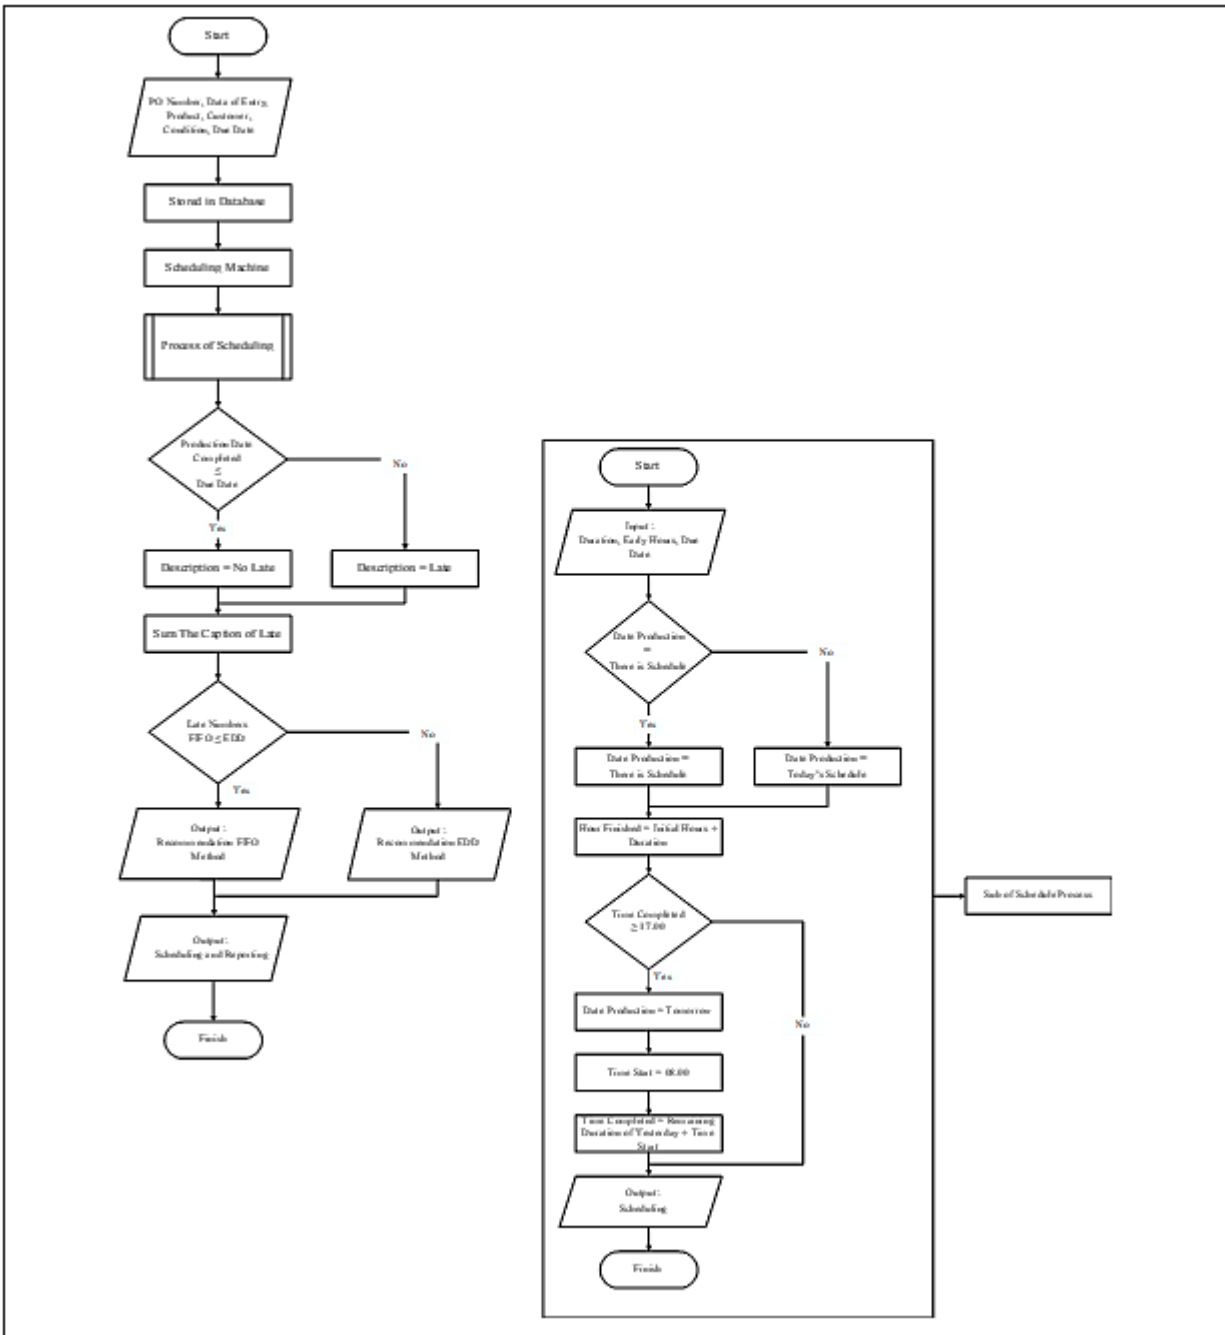 Start
PO Number, Date of Entry,
Product, Customer,
Condition, Due Date
Stored in Database
Scheduling Machine
Process of Scheduling
Production Date
Completed
≤
Due Date
No
Yes
Description = No Late
Description = Late
Sum The Caption of Late
Late Numbers
FIFO ≤ EDD
No
Yes
Output :
Recommendation FIFO
Method
Output :
Recommendation EDD
Method
Output :
Scheduling and Reporting
Finish
Start
Input :
Duration, Early Hours, Due
Date
Date Production
=
There is Schedule
No
Yes
Date Production =
There is Schedule
Date Production =
Today's Schedule
Hour Finished = Initial Hours +
Duration
Time Completed
≥ 17.00
Yes
No
Date Production = Tomorrow
Time Start = 08.00
Time Completed = Remaining
Duration of Yesterday + Time
Start
Output :
Scheduling
Finish
Sub of Schedule Process